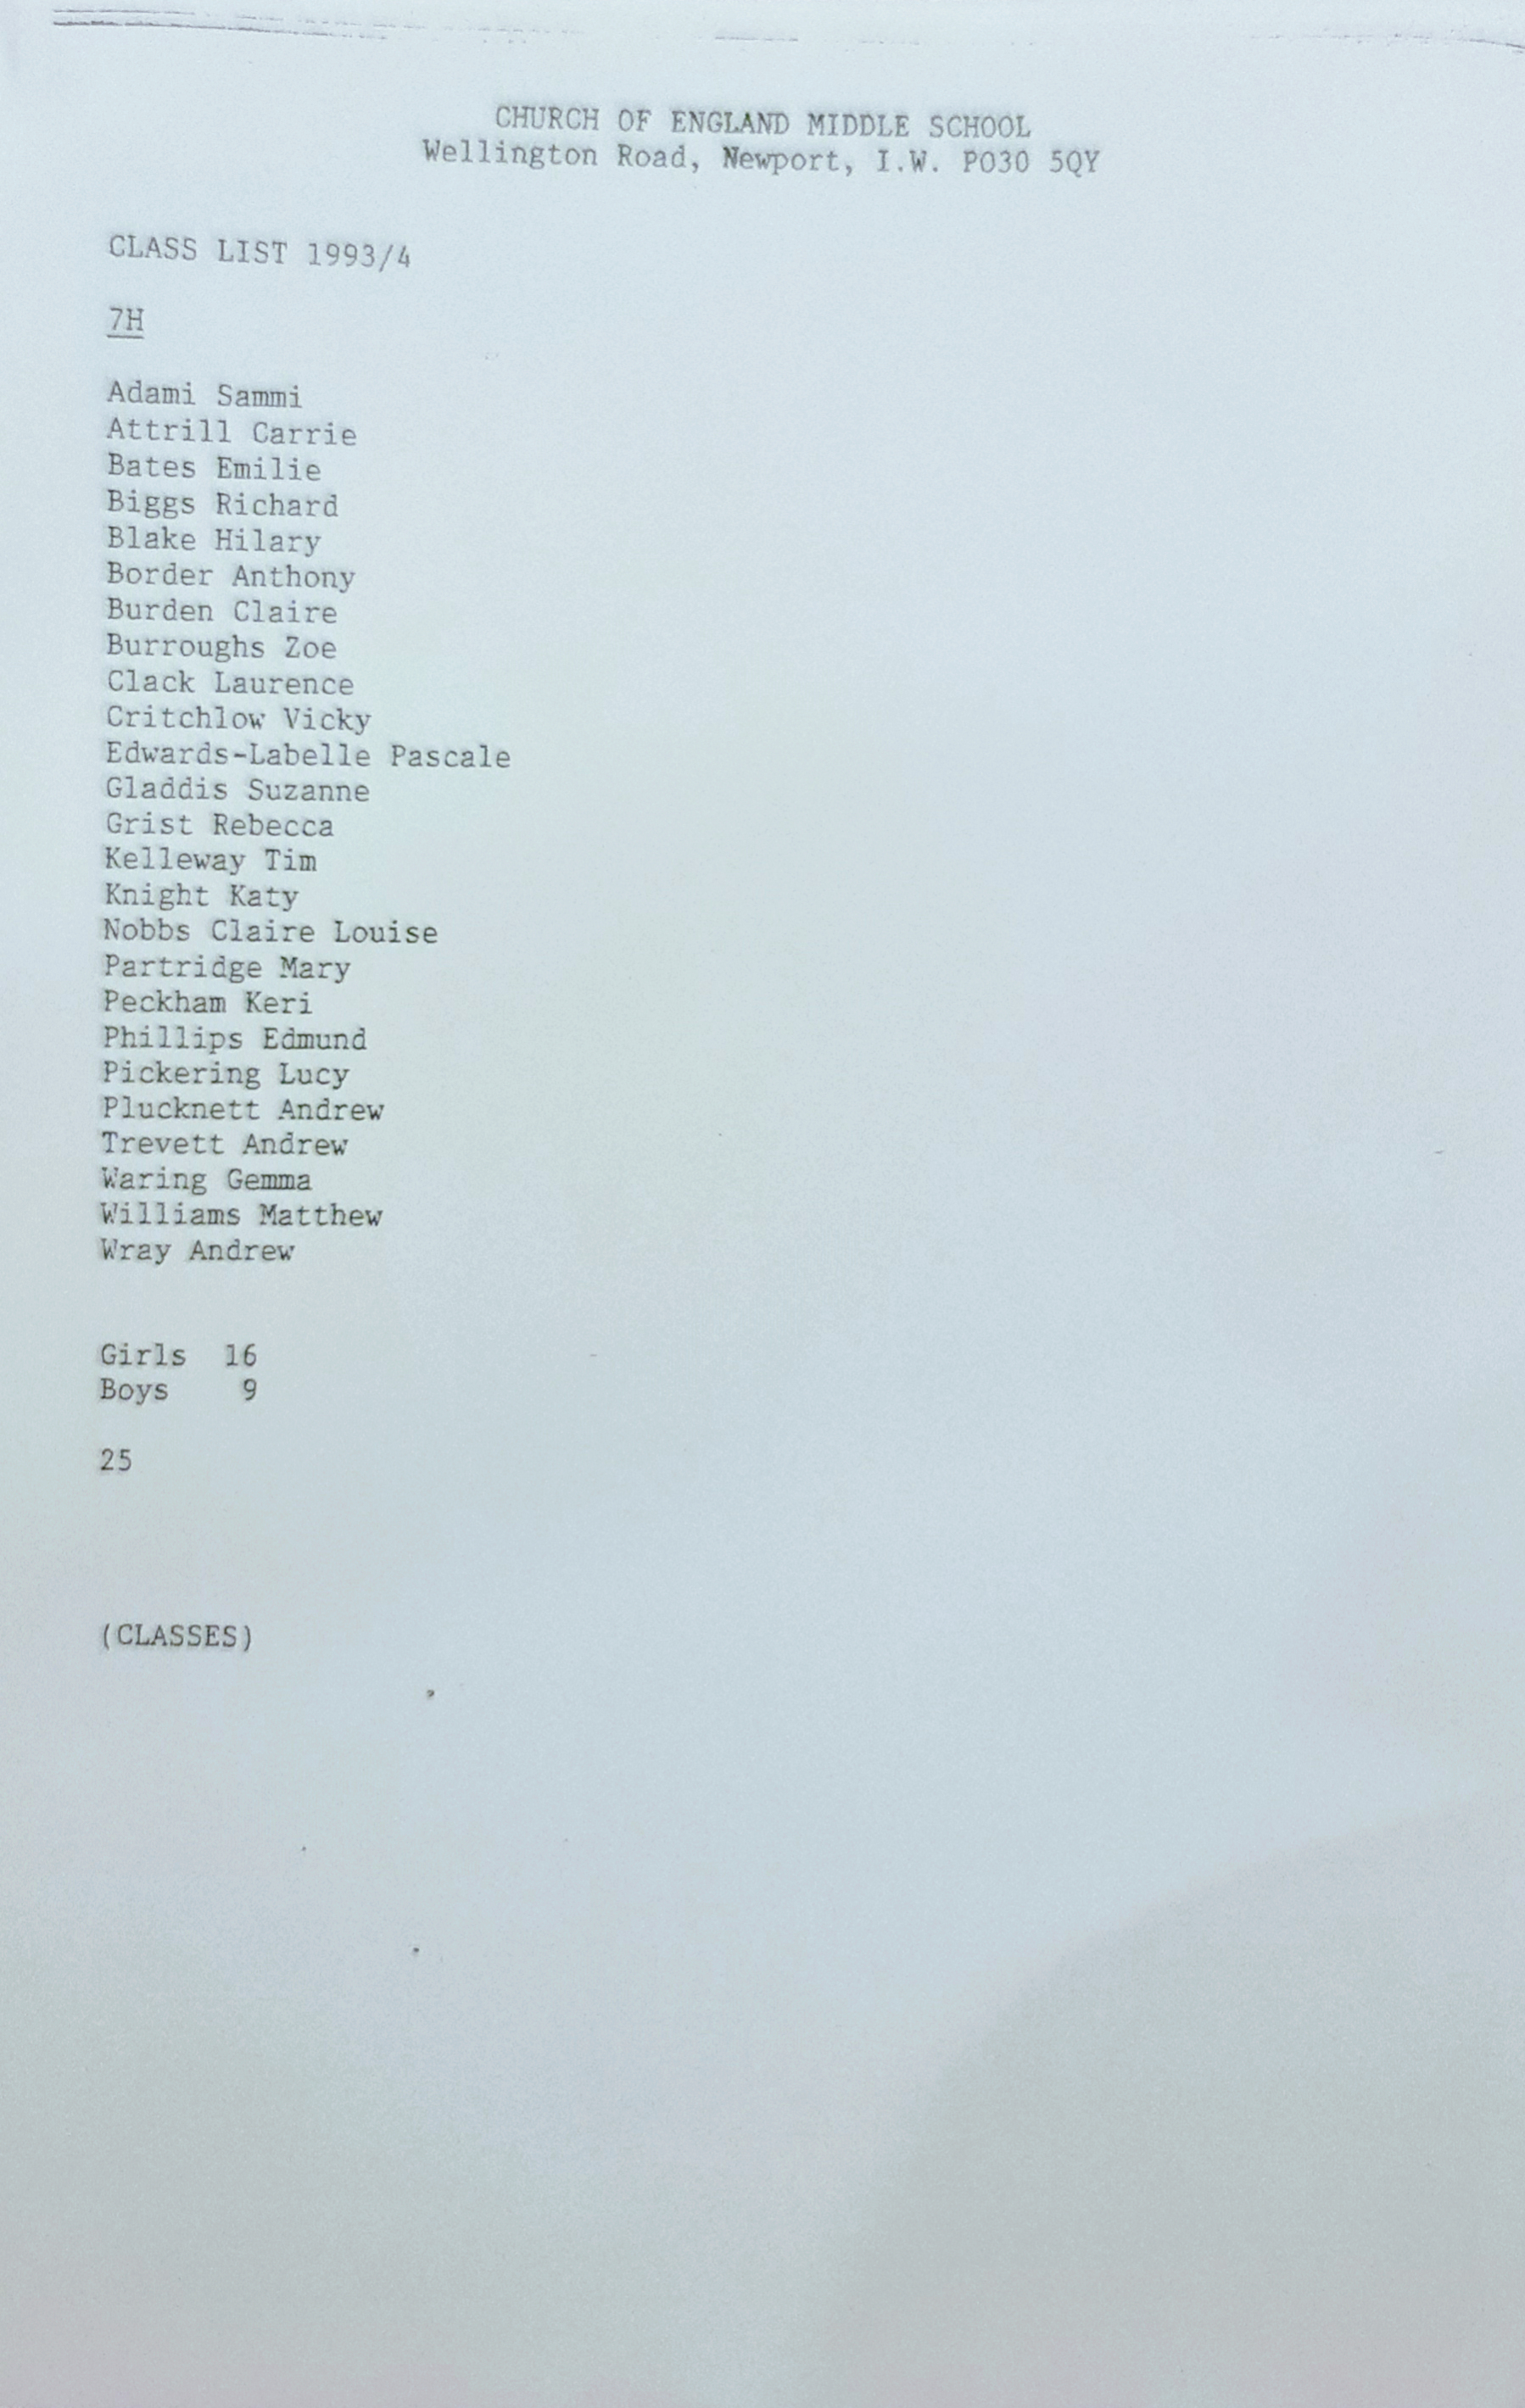 CHURCH OF ENGLAND MIDDLE SCHOOL
Wellington Road, Newport, I.W. PO30 5QY
CLASS LIST 1993/4
7H
Adami Sammi
Attrill Carrie
Bates Emilie
Biggs Richard
Blake Hilary
Border Anthony
Burden Claire
Burroughs Zoe
Clack Laurence
Critchlow Vicky
Edwards-Labelle Pascale
Gladdis Suzanne
Grist Rebecca
Kelleway Tim
Knight Katy
Nobbs Claire Louise
Partridge Mary
Peckham Keri
Phillips Edmund
Pickering Lucy
Plucknett Andrew
Trevett Andrew
Waring Gemma
Williams Matthew
Wray Andrew
Girls 16
Boys 9
25
(CLASSES)